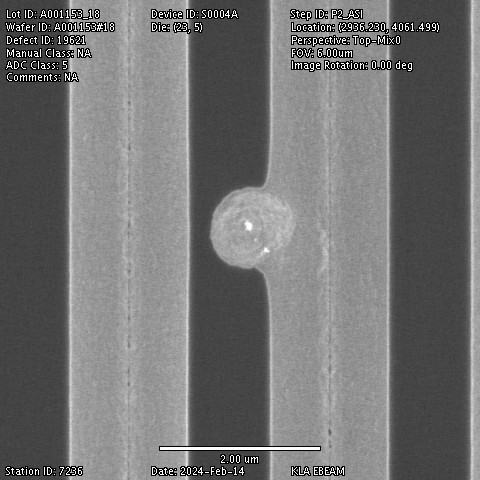 Lot ID: A001153_18
Device ID: S0004A
Step ID: P2_ASI
Wafer ID: A001153#18
Die: (23, 5)
Location: (2936.230, 4061.499)
Defect ID: 19621
Perspective: Top-Mix0
Manual Class: NA
FOV: 6.00um
ADC Class: 5
Image Rotation: 0.00 deg
Comments: NA
2.00 um
Station ID: 7236
Date: 2024-Feb-14
KLA EBEAM